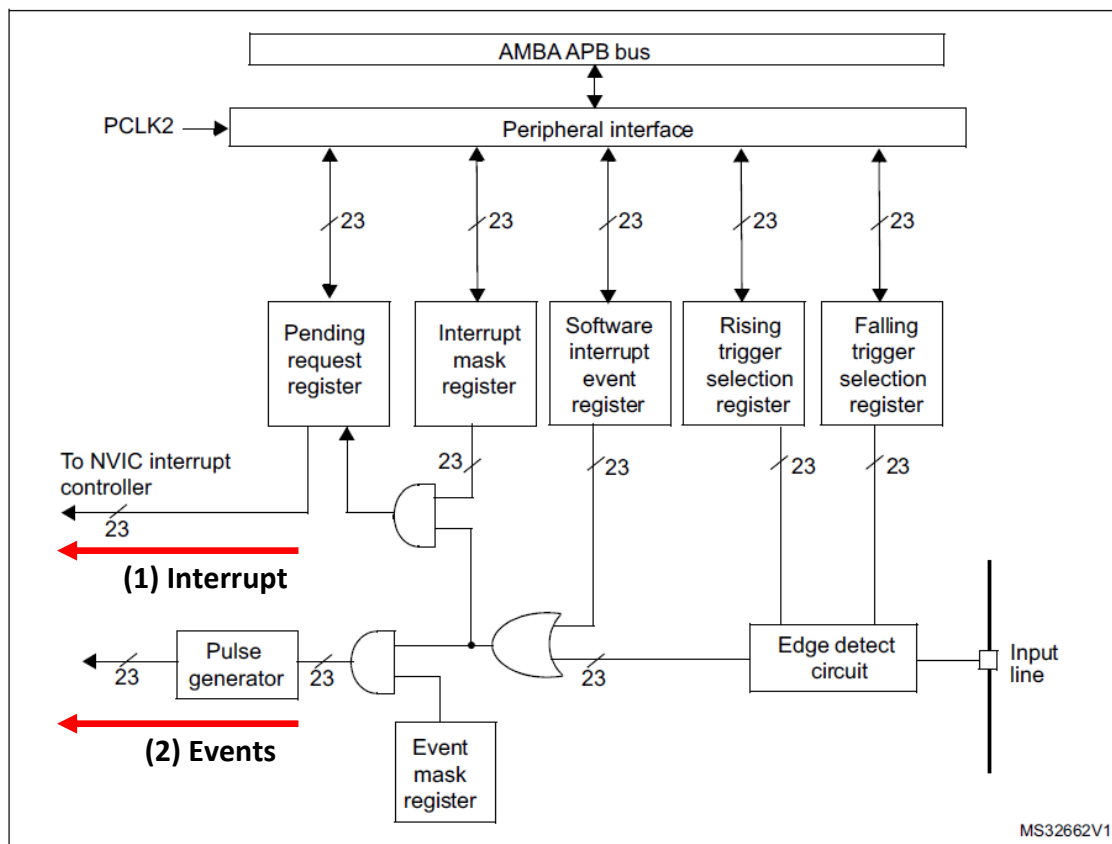 AMBA APB bus
PCLK2
Peripheral interface
23
23
23
23
23
Pending
request
register
Interrupt
mask
register
Software
interrupt
event
register
Rising
trigger
selection
register
Falling
trigger
selection
register
To NVIC interrupt
controller
23
23
23
23
23
(1) Interrupt
Edge detect
circuit
Input
line
Pulse
generator
23
23
23
(2) Events
Event
mask
register
MS32662V1